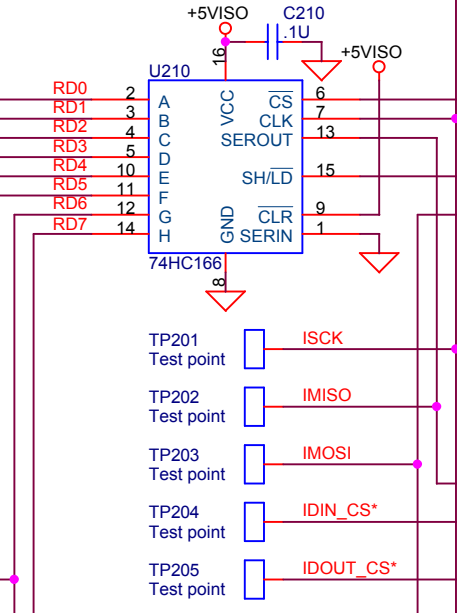 +5VISO
C210
.1U
+5VISO
16
U210
RD0 2 A VCC CS 6
RD1 3 B CLK 7
RD2 4 C SEROUT 13
RD3 5 D
RD4 10 E SH/LD 15
RD5 11 F
RD6 12 G GND CLR 9
RD7 14 H SERIN 1
74HC166
8
TP201 ISCK
Test point
TP202 IMISO
Test point
TP203 IMOSI
Test point
TP204 IDIN_CS*
Test point
TP205 IDOUT_CS*
Test point